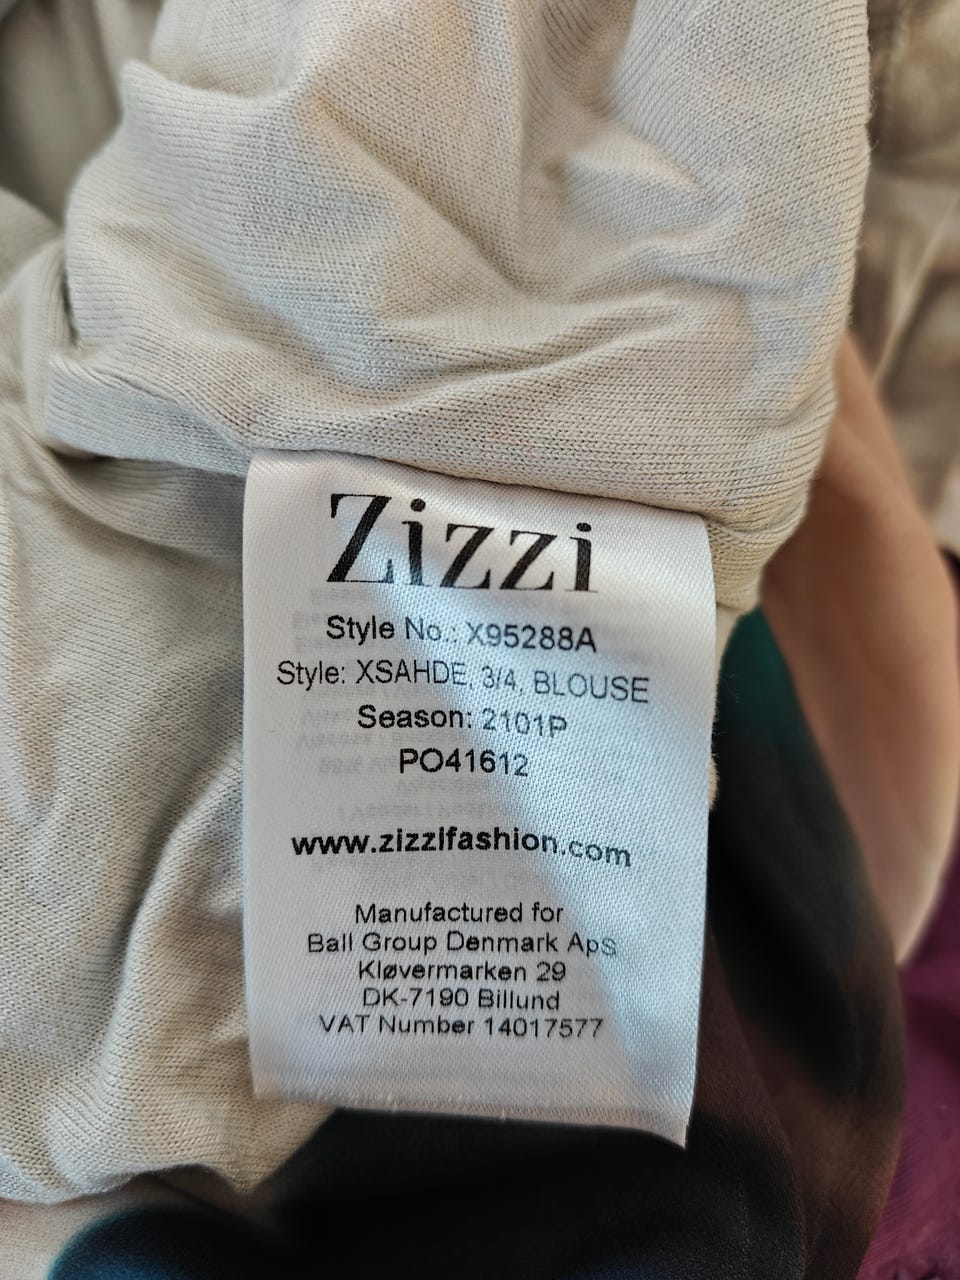 Zizzi
Style No.: X95288A
Style: XSAHDE, 3/4, BLOUSE
Season: 2101P
PO41612
www.zizzifashion.com
Manufactured for
Ball Group Denmark ApS
Kløvermarken 29
DK-7190 Billund
VAT Number 14017577